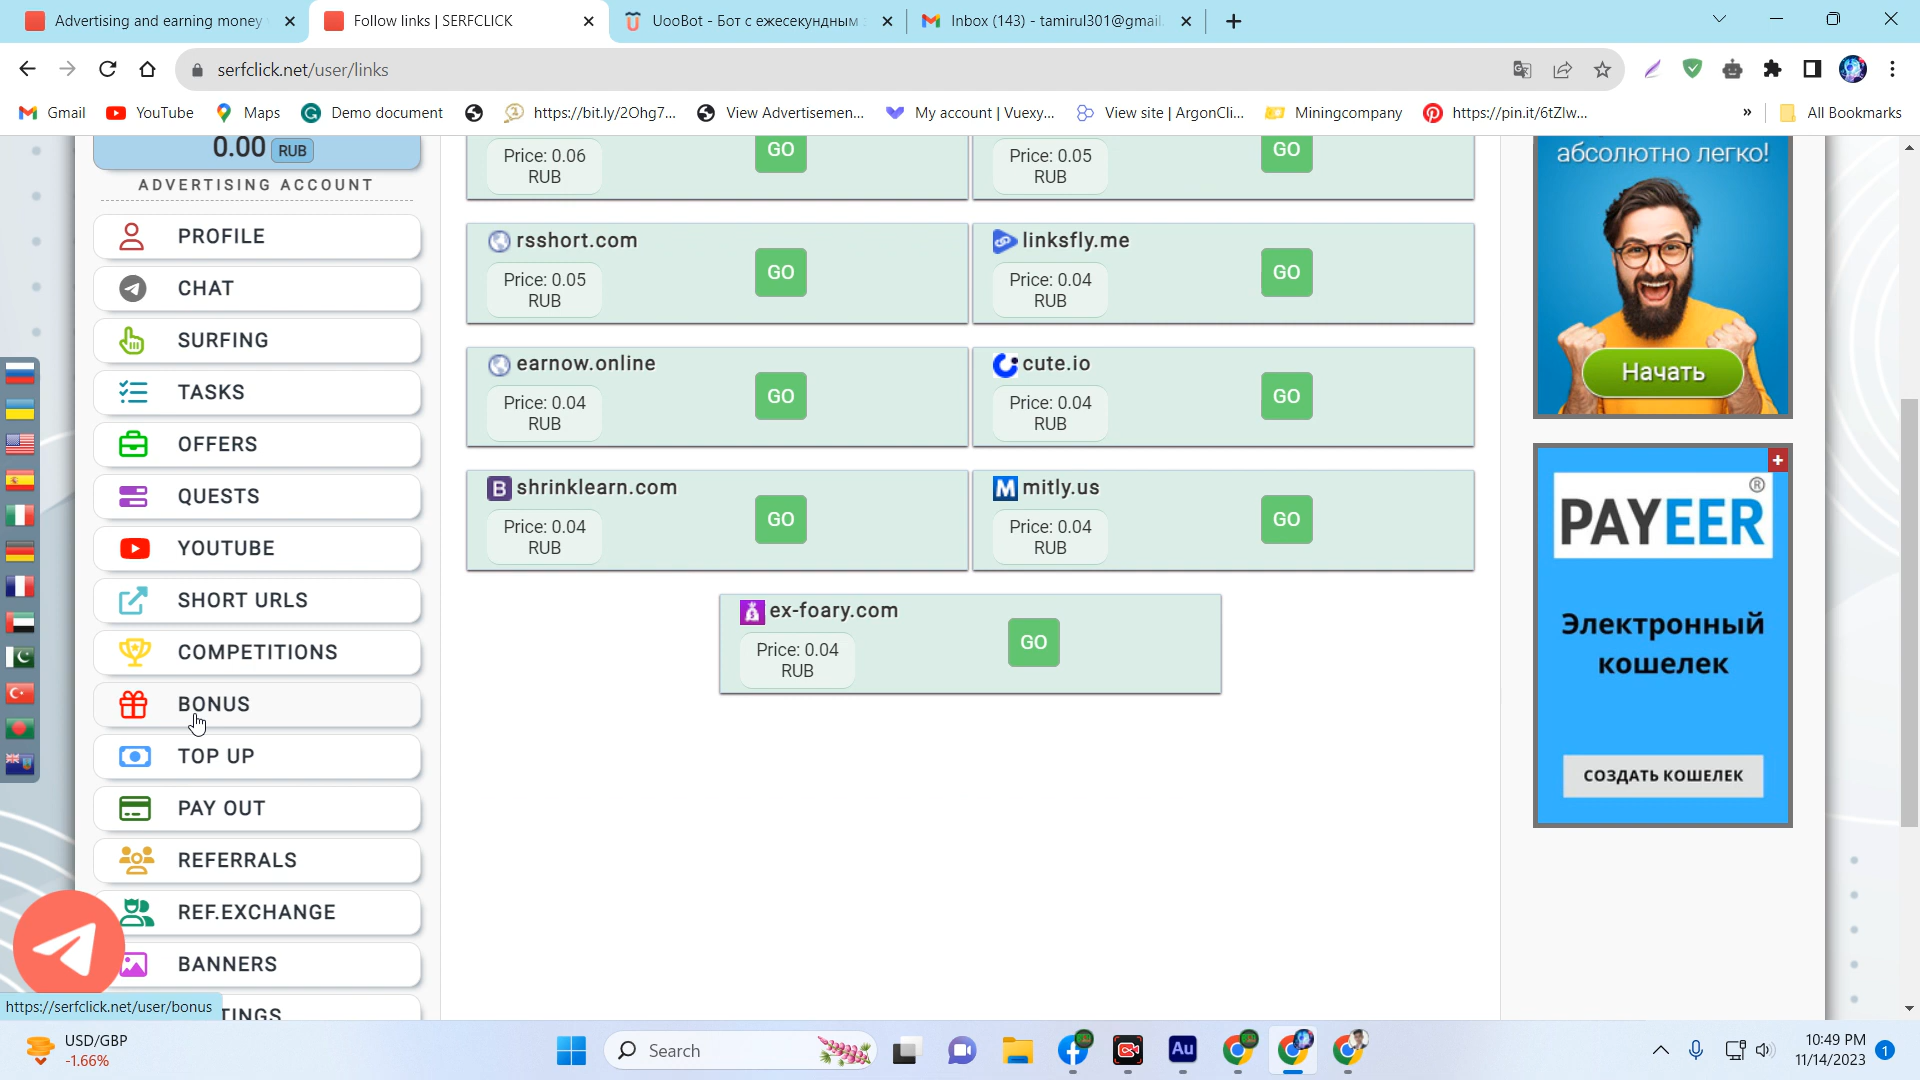 Advertising and earning money
Follow links | SERFCLICK
UooBot - Бот с ежесекундным
Inbox (143) - tamirul301@gmail.
serfclick.net/user/links
Gmail
YouTube
Maps
Demo document
https://bit.ly/2Ohg7...
View Advertisemen...
My account | Vuexy...
View site | ArgonCli...
Miningcompany
https://pin.it/6tZlw...
»
All Bookmarks
0.00 RUB
ADVERTISING ACCOUNT
PROFILE
CHAT
SURFING
TASKS
OFFERS
QUESTS
YOUTUBE
SHORT URLS
COMPETITIONS
BONUS
TOP UP
PAY OUT
REFERRALS
REF.EXCHANGE
BANNERS
TINGS
https://serfclick.net/user/bonus
Price: 0.06
RUB
GO
Price: 0.05
RUB
GO
rsshort.com
Price: 0.05
RUB
GO
linksfly.me
Price: 0.04
RUB
GO
earnow.online
Price: 0.04
RUB
GO
cute.io
Price: 0.04
RUB
GO
B shrinklearn.com
Price: 0.04
RUB
GO
M mitly.us
Price: 0.04
RUB
GO
ex-foary.com
Price: 0.04
RUB
GO
абсолютно легко!
Начать
+
PAYEER®
Электронный
кошелек
СОЗДАТЬ КОШЕЛЕК
USD/GBP
-1.66%
Search
Au
10:49 PM
11/14/2023
1